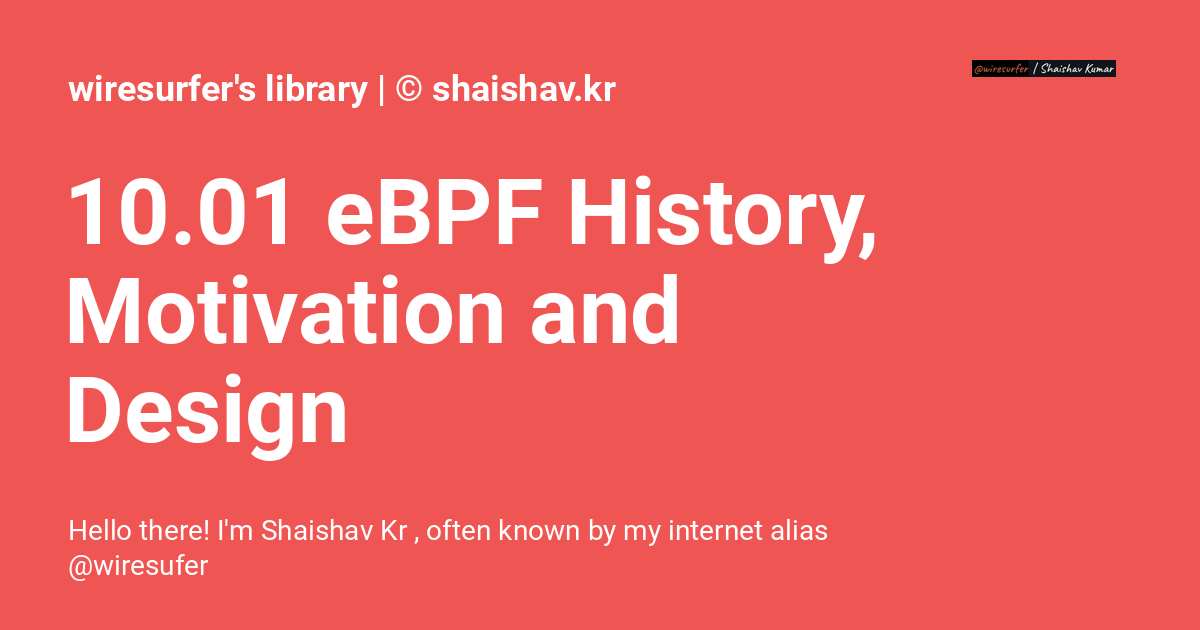 wiresurfer's library | © shaishav.kr
@wiresurfer | Shaishav Kumar
10.01 eBPF History,
Motivation and
Design
Hello there! I'm Shaishav Kr , often known by my internet alias
@wiresufer